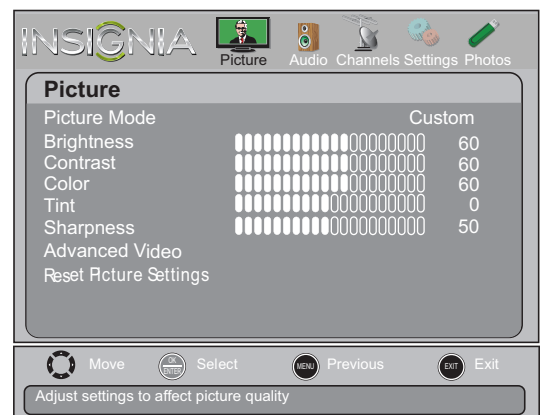 INSIGNIA
Picture Audio Channels Settings Photos
Picture
Picture Mode Custom
Brightness 60
Contrast 60
Color 60
Tint 0
Sharpness 50
Advanced Video
Reset Picture Settings
Move OK ENTER Select MENU Previous EXIT Exit
Adjust settings to affect picture quality